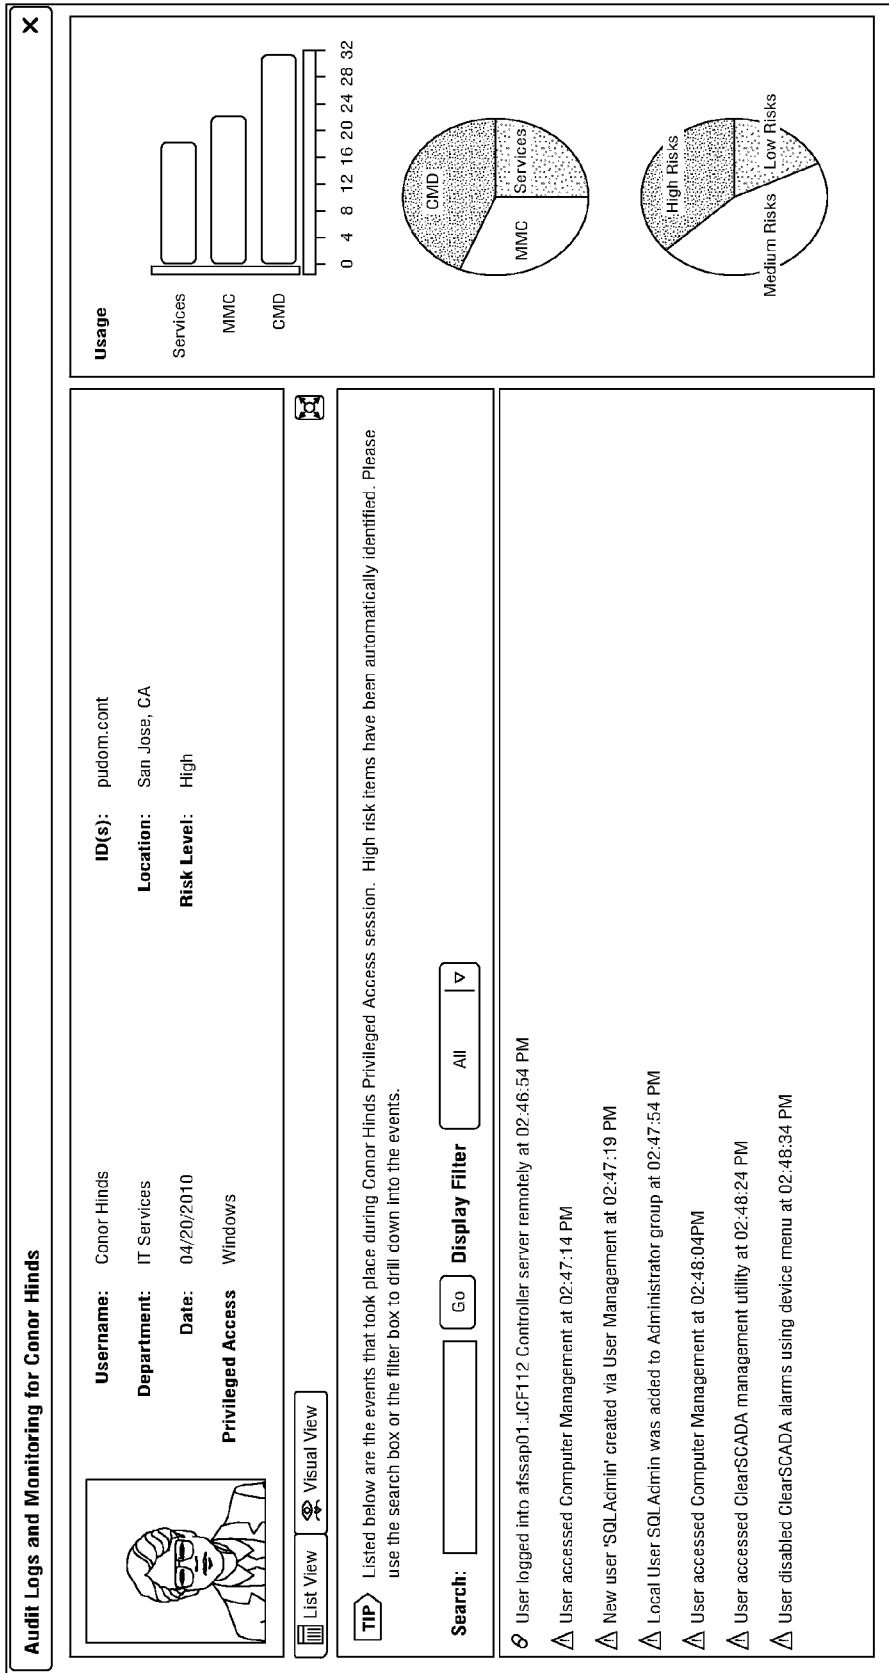 Audit Logs and Monitoring for Conor Hinds
Username: Conor Hinds
ID(s): pudom.cont
Department: IT Services
Location: San Jose, CA
Date: 04/20/2010
Risk Level: High
Privileged Access Windows
List View
Visual View
TIP Listed below are the events that took place during Conor Hinds Privileged Access session. High risk items have been automatically identified. Please
use the search box or the filter box to drill down into the events.
Search: Go Display Filter All
User logged into afssap01:JCF112 Controller server remotely at 02:46:54 PM
User accessed Computer Management at 02:47:14 PM
New user 'SQLAdmin' created via User Management at 02:47:19 PM
Local User SQLAdmin was added to Administrator group at 02:47:54 PM
User accessed Computer Management at 02:48:04PM
User accessed ClearSCADA management utility at 02:48:24 PM
User disabled ClearSCADA alarms using device menu at 02:48:34 PM
Usage
Services
MMC
CMD
0 4 8 12 16 20 24 28 32
CMD
MMC
Services
High Risks
Medium Risks
Low Risks